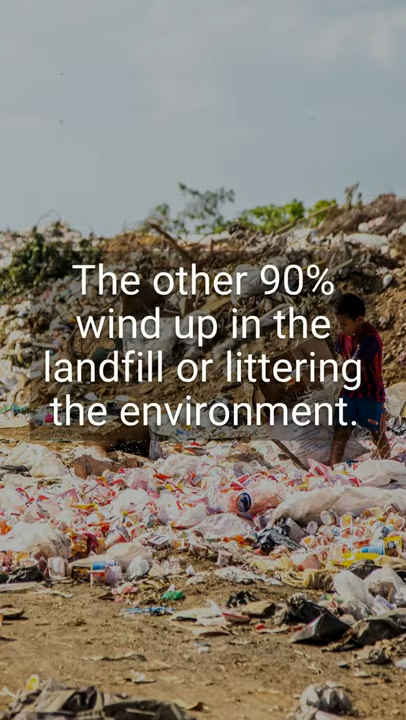 The other 90%
wind up in the
landfill or littering
the environment.